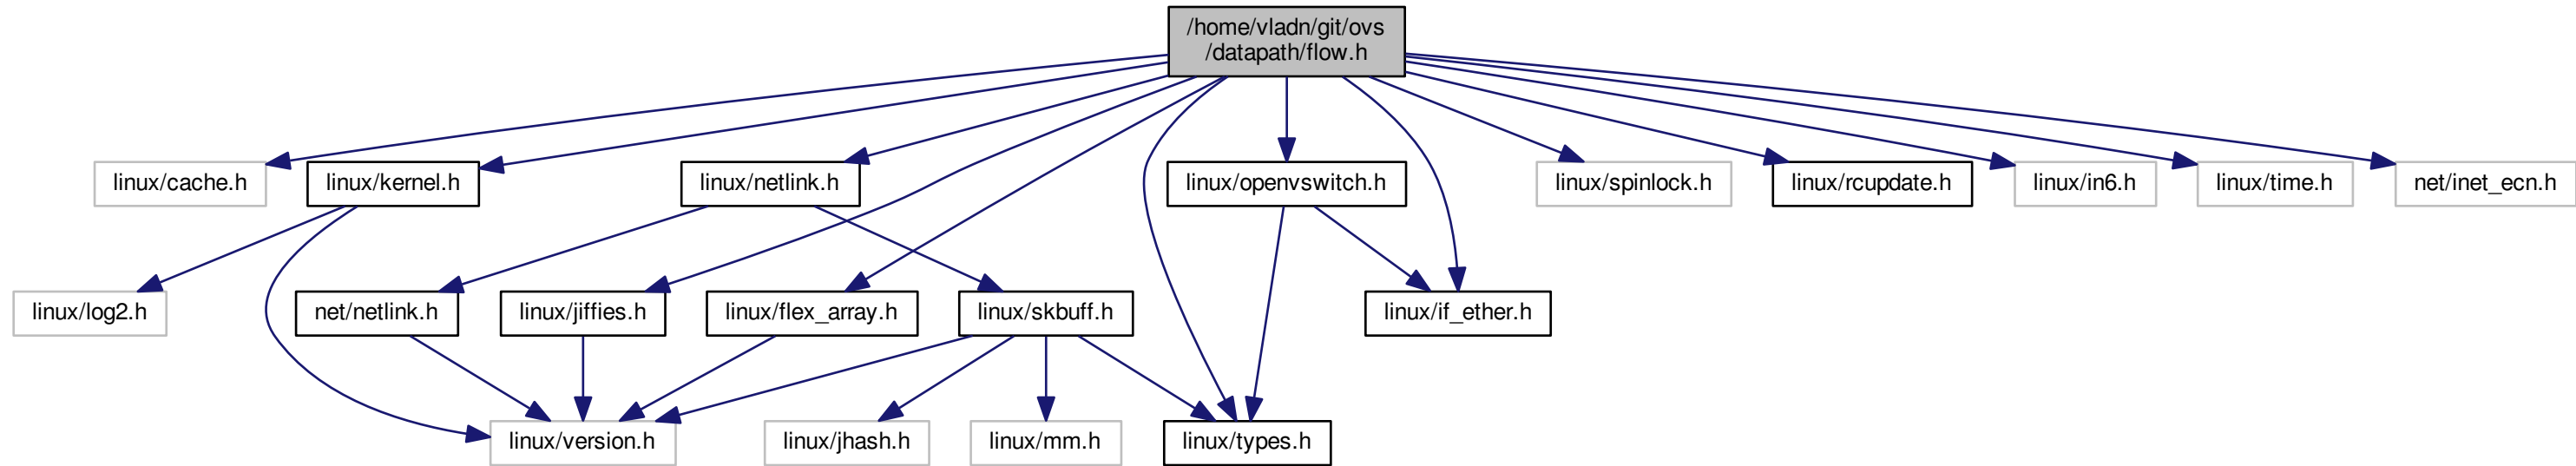 /home/vladn/git/ovs
/datapath/flow.h
linux/cache.h
linux/kernel.h
linux/netlink.h
linux/openvswitch.h
linux/spinlock.h
linux/rcupdate.h
linux/in6.h
linux/time.h
net/inet_ecn.h
linux/log2.h
net/netlink.h
linux/jiffies.h
linux/flex_array.h
linux/skbuff.h
linux/if_ether.h
linux/version.h
linux/jhash.h
linux/mm.h
linux/types.h